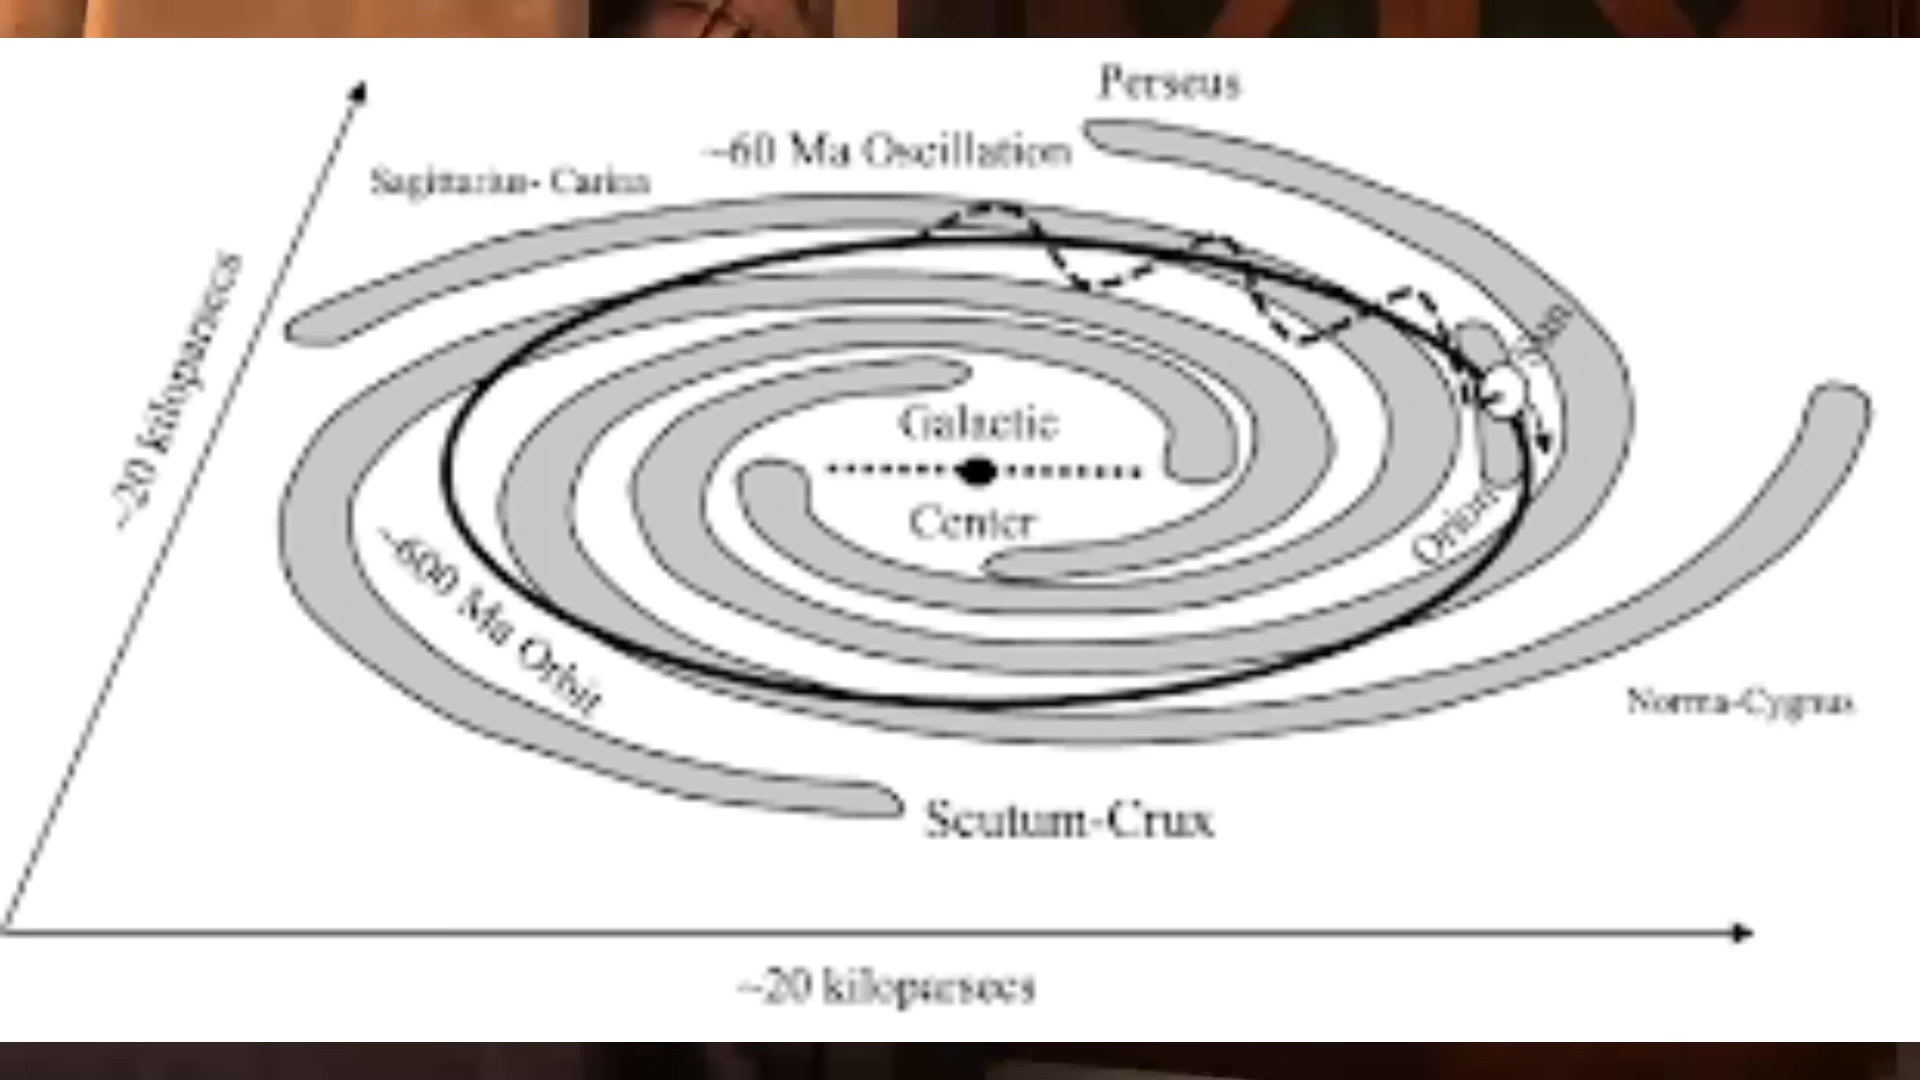 Perseus
~60 Ma Oscillation
Sagittarius- Carina
~20 kiloparsecs
Galactic
Center
Orion
~600 Ma Orbit
Norma-Cygnus
Scutum-Crux
~20 kiloparsecs